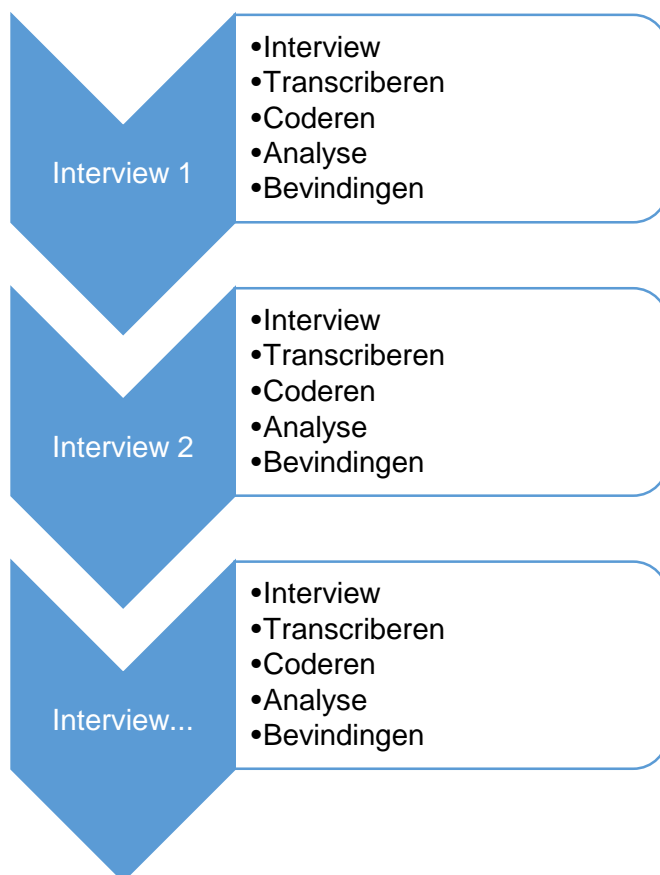 Interview 1
•Interview
•Transcriberen
•Coderen
•Analyse
•Bevindingen
Interview 2
•Interview
•Transcriberen
•Coderen
•Analyse
•Bevindingen
Interview...
•Interview
•Transcriberen
•Coderen
•Analyse
•Bevindingen